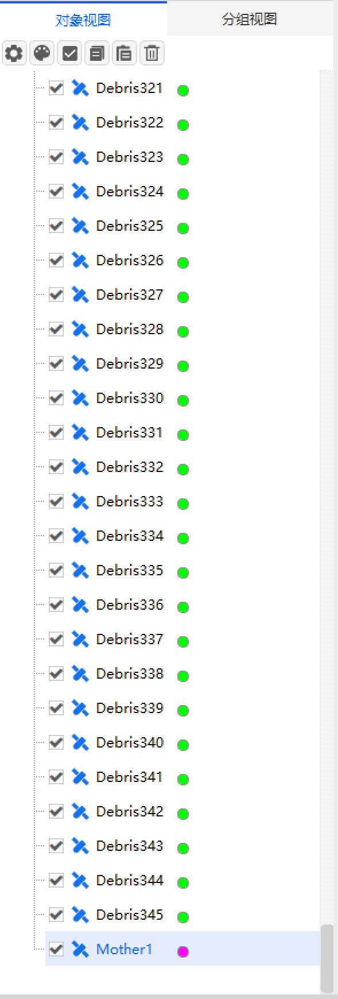 对象视图 分组视图
Debris321
Debris322
Debris323
Debris324
Debris325
Debris326
Debris327
Debris328
Debris329
Debris330
Debris331
Debris332
Debris333
Debris334
Debris335
Debris336
Debris337
Debris338
Debris339
Debris340
Debris341
Debris342
Debris343
Debris344
Debris345
Mother1